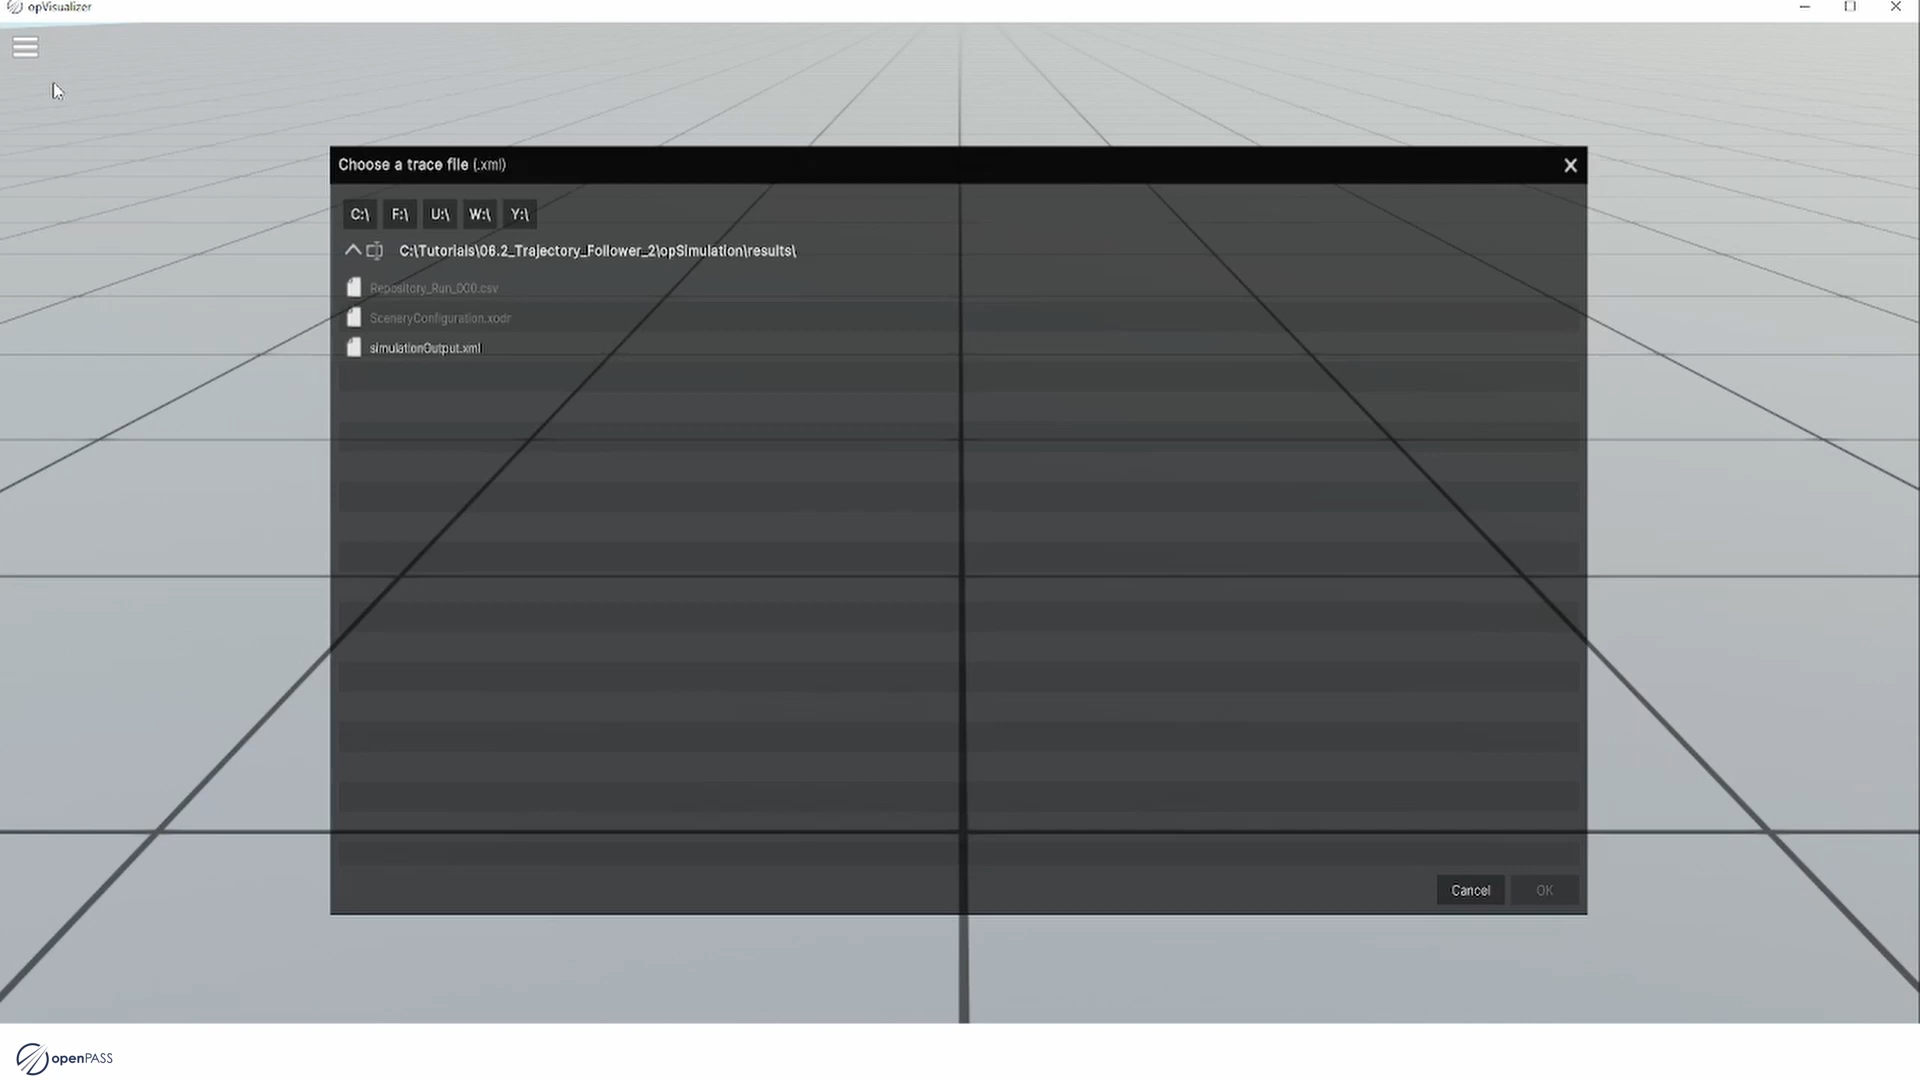 opVisualizer
Choose a trace file (.xml)
C:\ F:\ U:\ W:\ Y:\
C:\Tutorials\06.2_Trajectory_Follower_2\opSimulation\results\
Repository_Run_000.csv
SceneryConfiguration.xodr
simulationOutput.xml
Cancel OK
openPASS